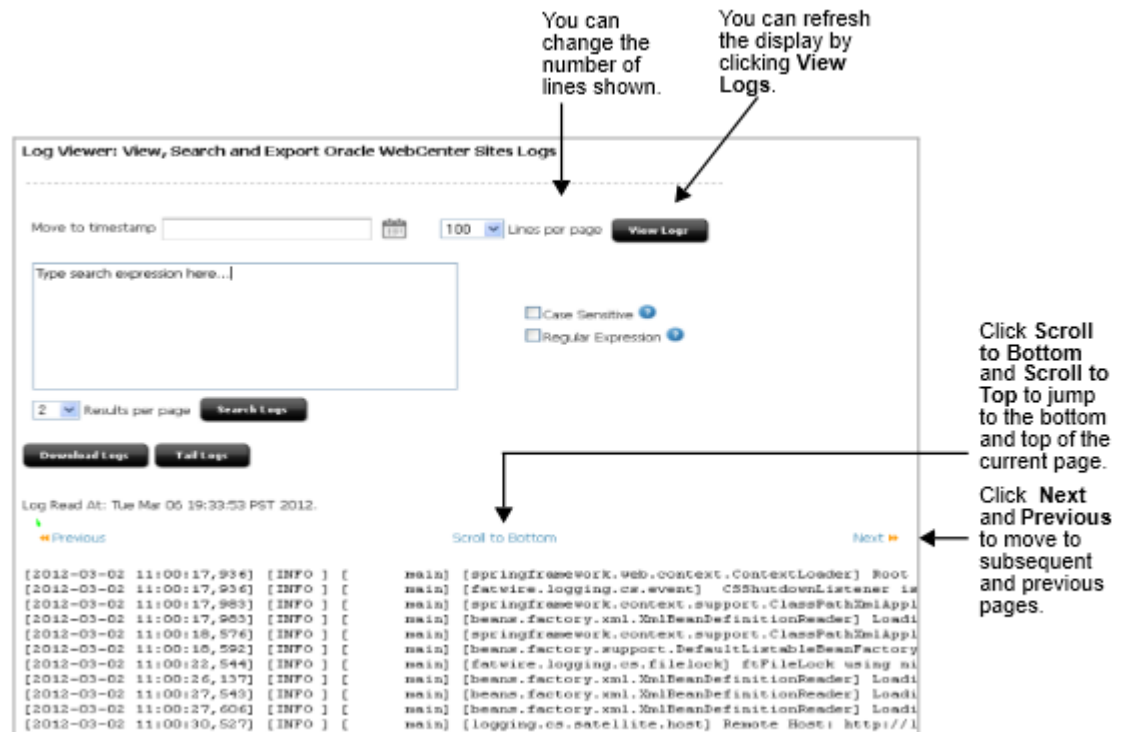 You can
change the
number of
lines shown.
You can refresh
the display by
clicking View
Logs.
Log Viewer: View, Search and Export Oracle WebCenter Sites Logs
Move to timestamp
100 Lines per page View Logs
Type search expression here...
Case Sensitive ?
Regular Expression ?
2 Results per page Search Logs
Download Logs Tail Logs
Click Scroll
to Bottom
and Scroll to
Top to jump
to the bottom
and top of the
current page.
Log Read At: Tue Mar 06 19:33:53 PST 2012.
Previous Scroll to Bottom Next
Click Next
and Previous
to move to
subsequent
and previous
pages.
[2012-03-02 11:00:17,936] [INFO ] [ main] [springframework.web.context.ContextLoader] Root
[2012-03-02 11:00:17,936] [INFO ] [ main] [fatwire.logging.cs.event] CSShutdownListener is
[2012-03-02 11:00:17,983] [INFO ] [ main] [springframework.context.support.ClassPathXmlAppl
[2012-03-02 11:00:17,983] [INFO ] [ main] [beans.factory.xml.XmlBeanDefinitionReader] Loadi
[2012-03-02 11:00:18,576] [INFO ] [ main] [springframework.context.support.ClassPathXmlAppl
[2012-03-02 11:00:18,592] [INFO ] [ main] [beans.factory.support.DefaultListableBeanFactory
[2012-03-02 11:00:22,544] [INFO ] [ main] [fatwire.logging.cs.filelock] ftFileLock using ni
[2012-03-02 11:00:26,137] [INFO ] [ main] [beans.factory.xml.XmlBeanDefinitionReader] Loadi
[2012-03-02 11:00:27,543] [INFO ] [ main] [beans.factory.xml.XmlBeanDefinitionReader] Loadi
[2012-03-02 11:00:27,606] [INFO ] [ main] [beans.factory.xml.XmlBeanDefinitionReader] Loadi
[2012-03-02 11:00:30,527] [INFO ] [ main] [logging.cs.satellite.host] Remote Host: http://l